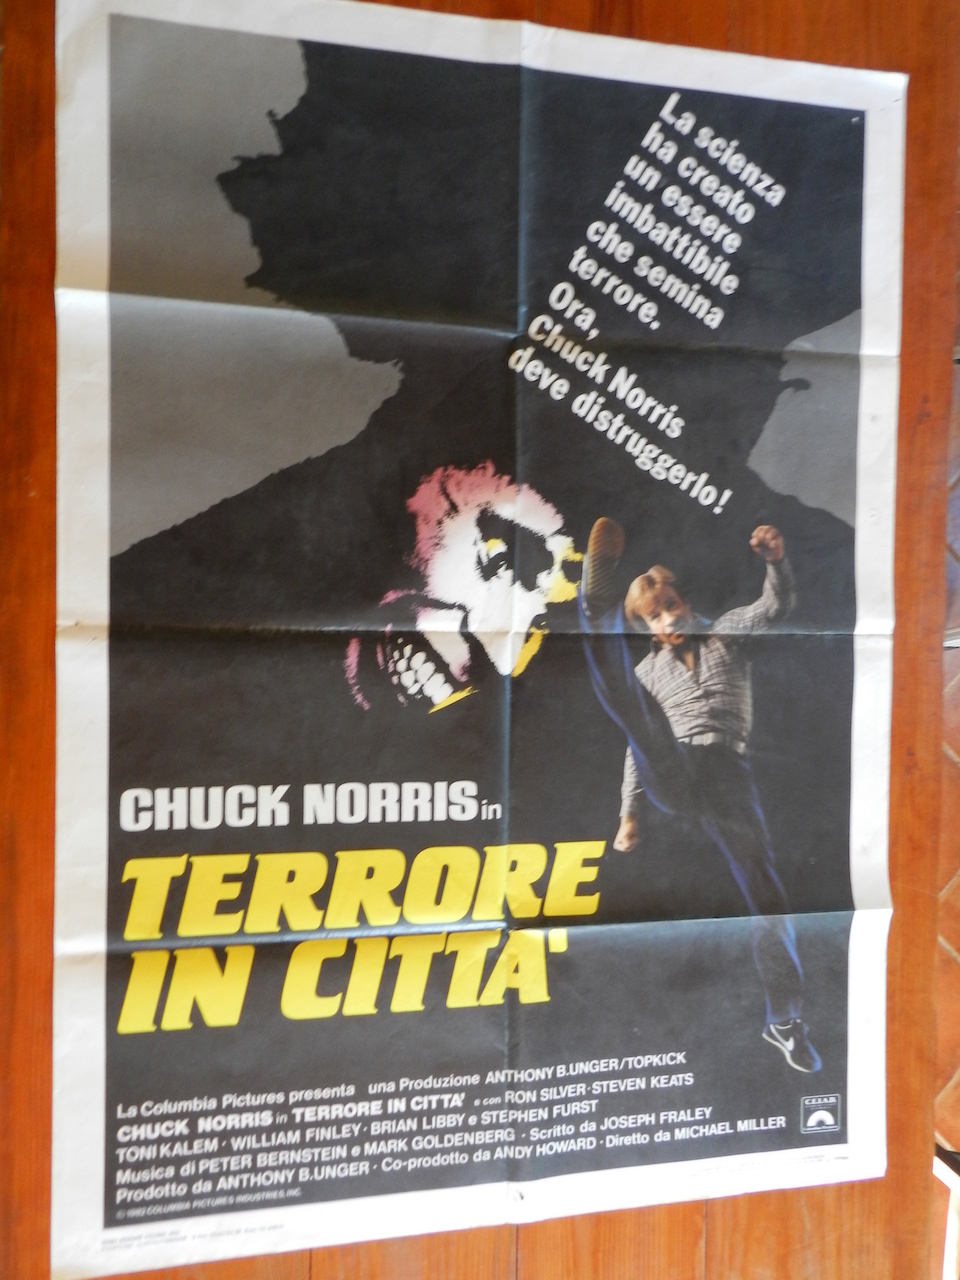 La scienza
ha creato
un essere
imbattibile
che semina
terrore.
Ora,
Chuck Norris
deve distruggerlo!
CHUCK NORRIS in
TERRORE
IN CITTA'
La Columbia Pictures presenta una Produzione ANTHONY B.UNGER/TOPKICK
CHUCK NORRIS in TERRORE IN CITTA' e con RON SILVER·STEVEN KEATS
TONI KALEM · WILLIAM FINLEY · BRIAN LIBBY e STEPHEN FURST
Musica di PETER BERNSTEIN e MARK GOLDENBERG · Scritto da JOSEPH FRALEY
Prodotto da ANTHONY B.UNGER · Co-prodotto da ANDY HOWARD · Diretto da MICHAEL MILLER
© 1982 COLUMBIA PICTURES INDUSTRIES, INC.
C.E.I.A.D.